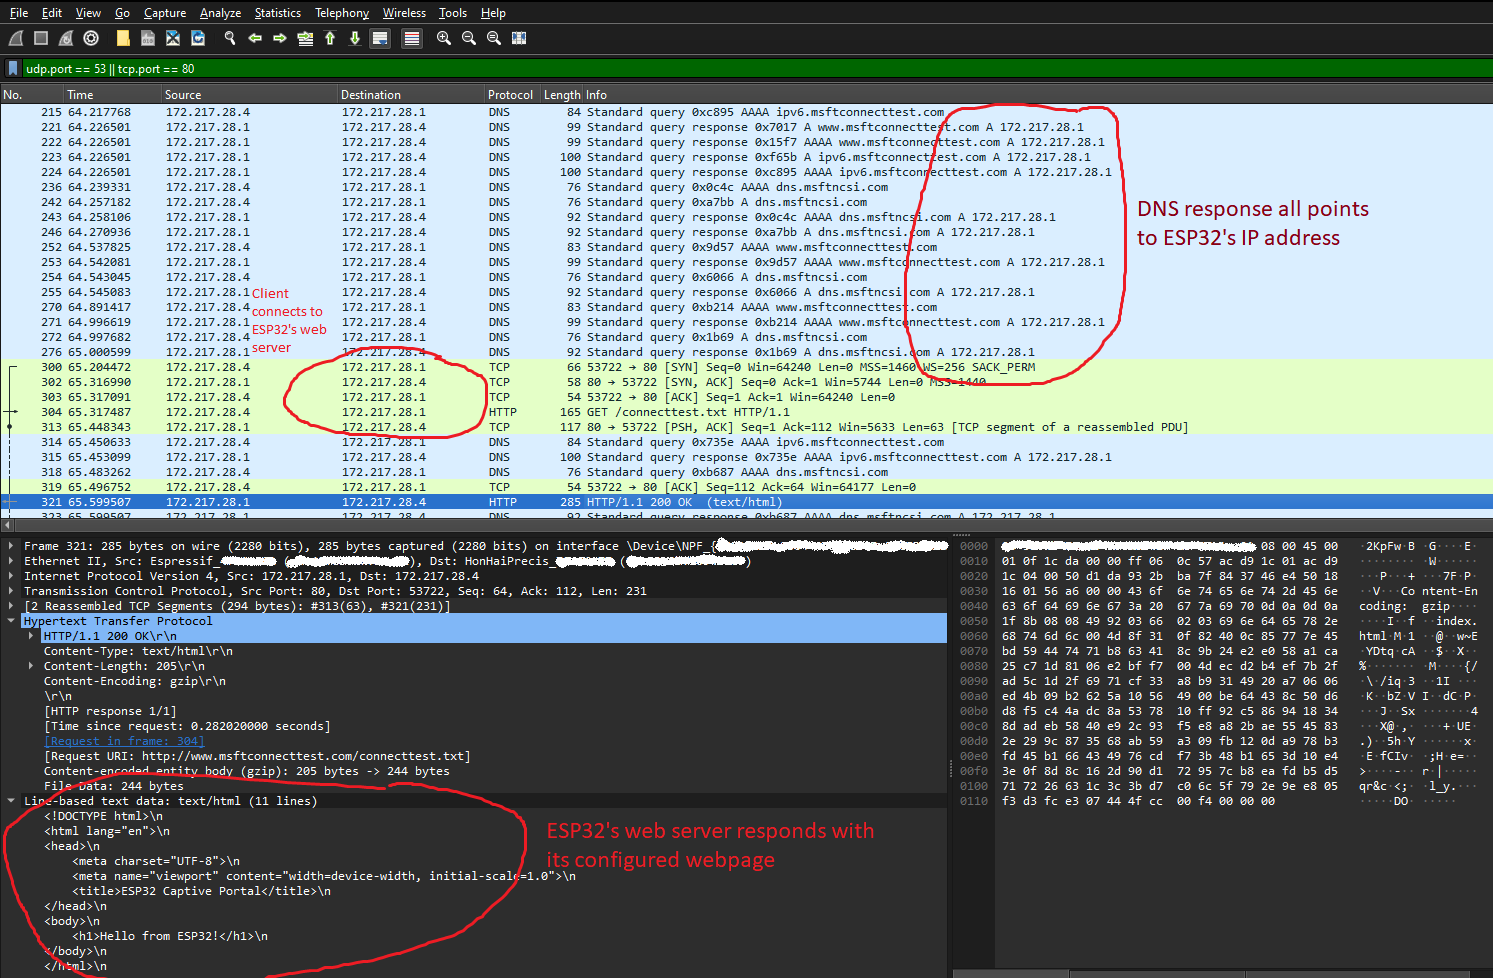 File Edit View Go Capture Analyze Statistics Telephony Wireless Tools Help
udp.port == 53 || tcp.port == 80
No. Time Source Destination Protocol Length Info
215 64.217768 172.217.28.4 172.217.28.1 DNS 84 Standard query 0xc895 AAAA ipv6.msftconnecttest.com
221 64.226501 172.217.28.1 172.217.28.4 DNS 99 Standard query response 0x7017 A www.msftconnecttest.com A 172.217.28.1
222 64.226501 172.217.28.1 172.217.28.4 DNS 99 Standard query response 0x15f7 AAAA www.msftconnecttest.com A 172.217.28.1
223 64.226501 172.217.28.1 172.217.28.4 DNS 100 Standard query response 0xf65b A ipv6.msftconnecttest.com A 172.217.28.1
224 64.226501 172.217.28.1 172.217.28.4 DNS 100 Standard query response 0xc895 AAAA ipv6.msftconnecttest.com A 172.217.28.1
236 64.239331 172.217.28.4 172.217.28.1 DNS 76 Standard query 0x0c4c AAAA dns.msftncsi.com
242 64.257182 172.217.28.4 172.217.28.1 DNS 76 Standard query 0xa7bb A dns.msftncsi.com
243 64.258106 172.217.28.1 172.217.28.4 DNS 92 Standard query response 0x0c4c AAAA dns.msftncsi.com A 172.217.28.1
246 64.270936 172.217.28.1 172.217.28.4 DNS 92 Standard query response 0xa7bb A dns.msftncsi.com A 172.217.28.1
252 64.537825 172.217.28.4 172.217.28.1 DNS 83 Standard query 0x9d57 AAAA www.msftconnecttest.com
253 64.542081 172.217.28.1 172.217.28.4 DNS 99 Standard query response 0x9d57 AAAA www.msftconnecttest.com A 172.217.28.1
254 64.543045 172.217.28.4 172.217.28.1 DNS 76 Standard query 0x6066 A dns.msftncsi.com
255 64.545083 172.217.28.1 172.217.28.4 DNS 92 Standard query response 0x6066 A dns.msftncsi.com A 172.217.28.1
270 64.891417 172.217.28.4 172.217.28.1 DNS 83 Standard query 0xb214 AAAA www.msftconnecttest.com
271 64.996619 172.217.28.1 172.217.28.4 DNS 99 Standard query response 0xb214 AAAA www.msftconnecttest.com A 172.217.28.1
272 64.997682 172.217.28.4 172.217.28.1 DNS 76 Standard query 0x1b69 A dns.msftncsi.com
276 65.000599 172.217.28.1 172.217.28.4 DNS 92 Standard query response 0x1b69 A dns.msftncsi.com A 172.217.28.1
300 65.204472 172.217.28.4 172.217.28.1 TCP 66 53722 → 80 [SYN] Seq=0 Win=64240 Len=0 MSS=1460 WS=256 SACK_PERM
302 65.316990 172.217.28.1 172.217.28.4 TCP 58 80 → 53722 [SYN, ACK] Seq=0 Ack=1 Win=5744 Len=0 MSS=1440
303 65.317091 172.217.28.4 172.217.28.1 TCP 54 53722 → 80 [ACK] Seq=1 Ack=1 Win=64240 Len=0
304 65.317487 172.217.28.4 172.217.28.1 HTTP 165 GET /connecttest.txt HTTP/1.1
313 65.448343 172.217.28.1 172.217.28.4 TCP 117 80 → 53722 [PSH, ACK] Seq=1 Ack=112 Win=5633 Len=63 [TCP segment of a reassembled PDU]
314 65.450633 172.217.28.4 172.217.28.1 DNS 84 Standard query 0x735e A ipv6.msftconnecttest.com
315 65.453099 172.217.28.1 172.217.28.4 DNS 100 Standard query response 0x735e A ipv6.msftconnecttest.com A 172.217.28.1
318 65.483262 172.217.28.4 172.217.28.1 DNS 76 Standard query 0xb687 AAAA dns.msftncsi.com
319 65.496752 172.217.28.4 172.217.28.1 TCP 54 53722 → 80 [ACK] Seq=112 Ack=64 Win=64177 Len=0
321 65.599507 172.217.28.1 172.217.28.4 HTTP 285 HTTP/1.1 200 OK (text/html)
323 65.599507 172.217.28.1 172.217.28.4 DNS 92 Standard query response 0xb687 AAAA dns.msftncsi.com A 172.217.28.1
DNS response all points
to ESP32's IP address
Client
connects to
ESP32's web
server
Frame 321: 285 bytes on wire (2280 bits), 285 bytes captured (2280 bits) on interface \Device\NPF_{
Ethernet II, Src: Espressif_ ( ), Dst: HonHaiPrecis_ ( )
Internet Protocol Version 4, Src: 172.217.28.1, Dst: 172.217.28.4
Transmission Control Protocol, Src Port: 80, Dst Port: 53722, Seq: 64, Ack: 112, Len: 231
[2 Reassembled TCP Segments (294 bytes): #313(63), #321(231)]
Hypertext Transfer Protocol
HTTP/1.1 200 OK\r\n
Content-Type: text/html\r\n
Content-Length: 205\r\n
Content-Encoding: gzip\r\n
\r\n
[HTTP response 1/1]
[Time since request: 0.282020000 seconds]
[Request in frame: 304]
[Request URI: http://www.msftconnecttest.com/connecttest.txt]
Content-encoded entity body (gzip): 205 bytes -> 244 bytes
File Data: 244 bytes
Line-based text data: text/html (11 lines)
<!DOCTYPE html>\n
<html lang="en">\n
<head>\n
<meta charset="UTF-8">\n
<meta name="viewport" content="width=device-width, initial-scale=1.0">\n
<title>ESP32 Captive Portal</title>\n
</head>\n
<body>\n
<h1>Hello from ESP32!</h1>\n
</body>\n
</html>\n
ESP32's web server responds with
its configured webpage
0000 08 00 45 00
0010 01 0f 1c da 00 00 ff 06 0c 57 ac d9 1c 01 ac d9
0020 1c 04 00 50 d1 da 93 2b ba 7f 84 37 46 e4 50 18
0030 16 01 56 a6 00 00 43 6f 6e 74 65 6e 74 2d 45 6e
0040 63 6f 64 69 6e 67 3a 20 67 7a 69 70 0d 0a 0d 0a
0050 1f 8b 08 08 49 92 03 66 02 03 69 6e 64 65 78 2e
0060 68 74 6d 6c 00 4d 8f 31 0f 82 40 0c 85 77 7e 45
0070 bd 59 44 74 71 b8 63 41 8c 9b 24 e2 e0 58 a1 ca
0080 25 c7 1d 81 06 e2 bf f7 00 4d ec d2 b4 ef 7b 2f
0090 ad 5c 1d 2f 69 71 cf 33 a8 b9 31 49 20 a7 06 06
00a0 ed 4b 09 b2 62 5a 10 56 49 00 be 64 43 8c 50 d6
00b0 d8 f5 c4 4a dc 8a 53 78 10 ff 92 c5 86 94 18 34
00c0 8d ad eb 58 40 e9 2c 93 f5 e8 a8 2b ae 55 45 83
00d0 2e 29 9c 87 35 68 ab 59 a3 09 fb 12 0d a9 78 b3
00e0 fd 45 b1 66 43 49 76 cd f7 3b 48 b1 65 3d 10 e4
00f0 3e 0f 8d 8c 16 2d 90 d1 72 95 7c b8 ea fd b5 d5
0100 71 72 26 63 1c 3c 3b d7 c0 6c 5f 79 2e 9e e8 05
0110 f3 d3 fc e3 07 44 4f cc 00 f4 00 00 00